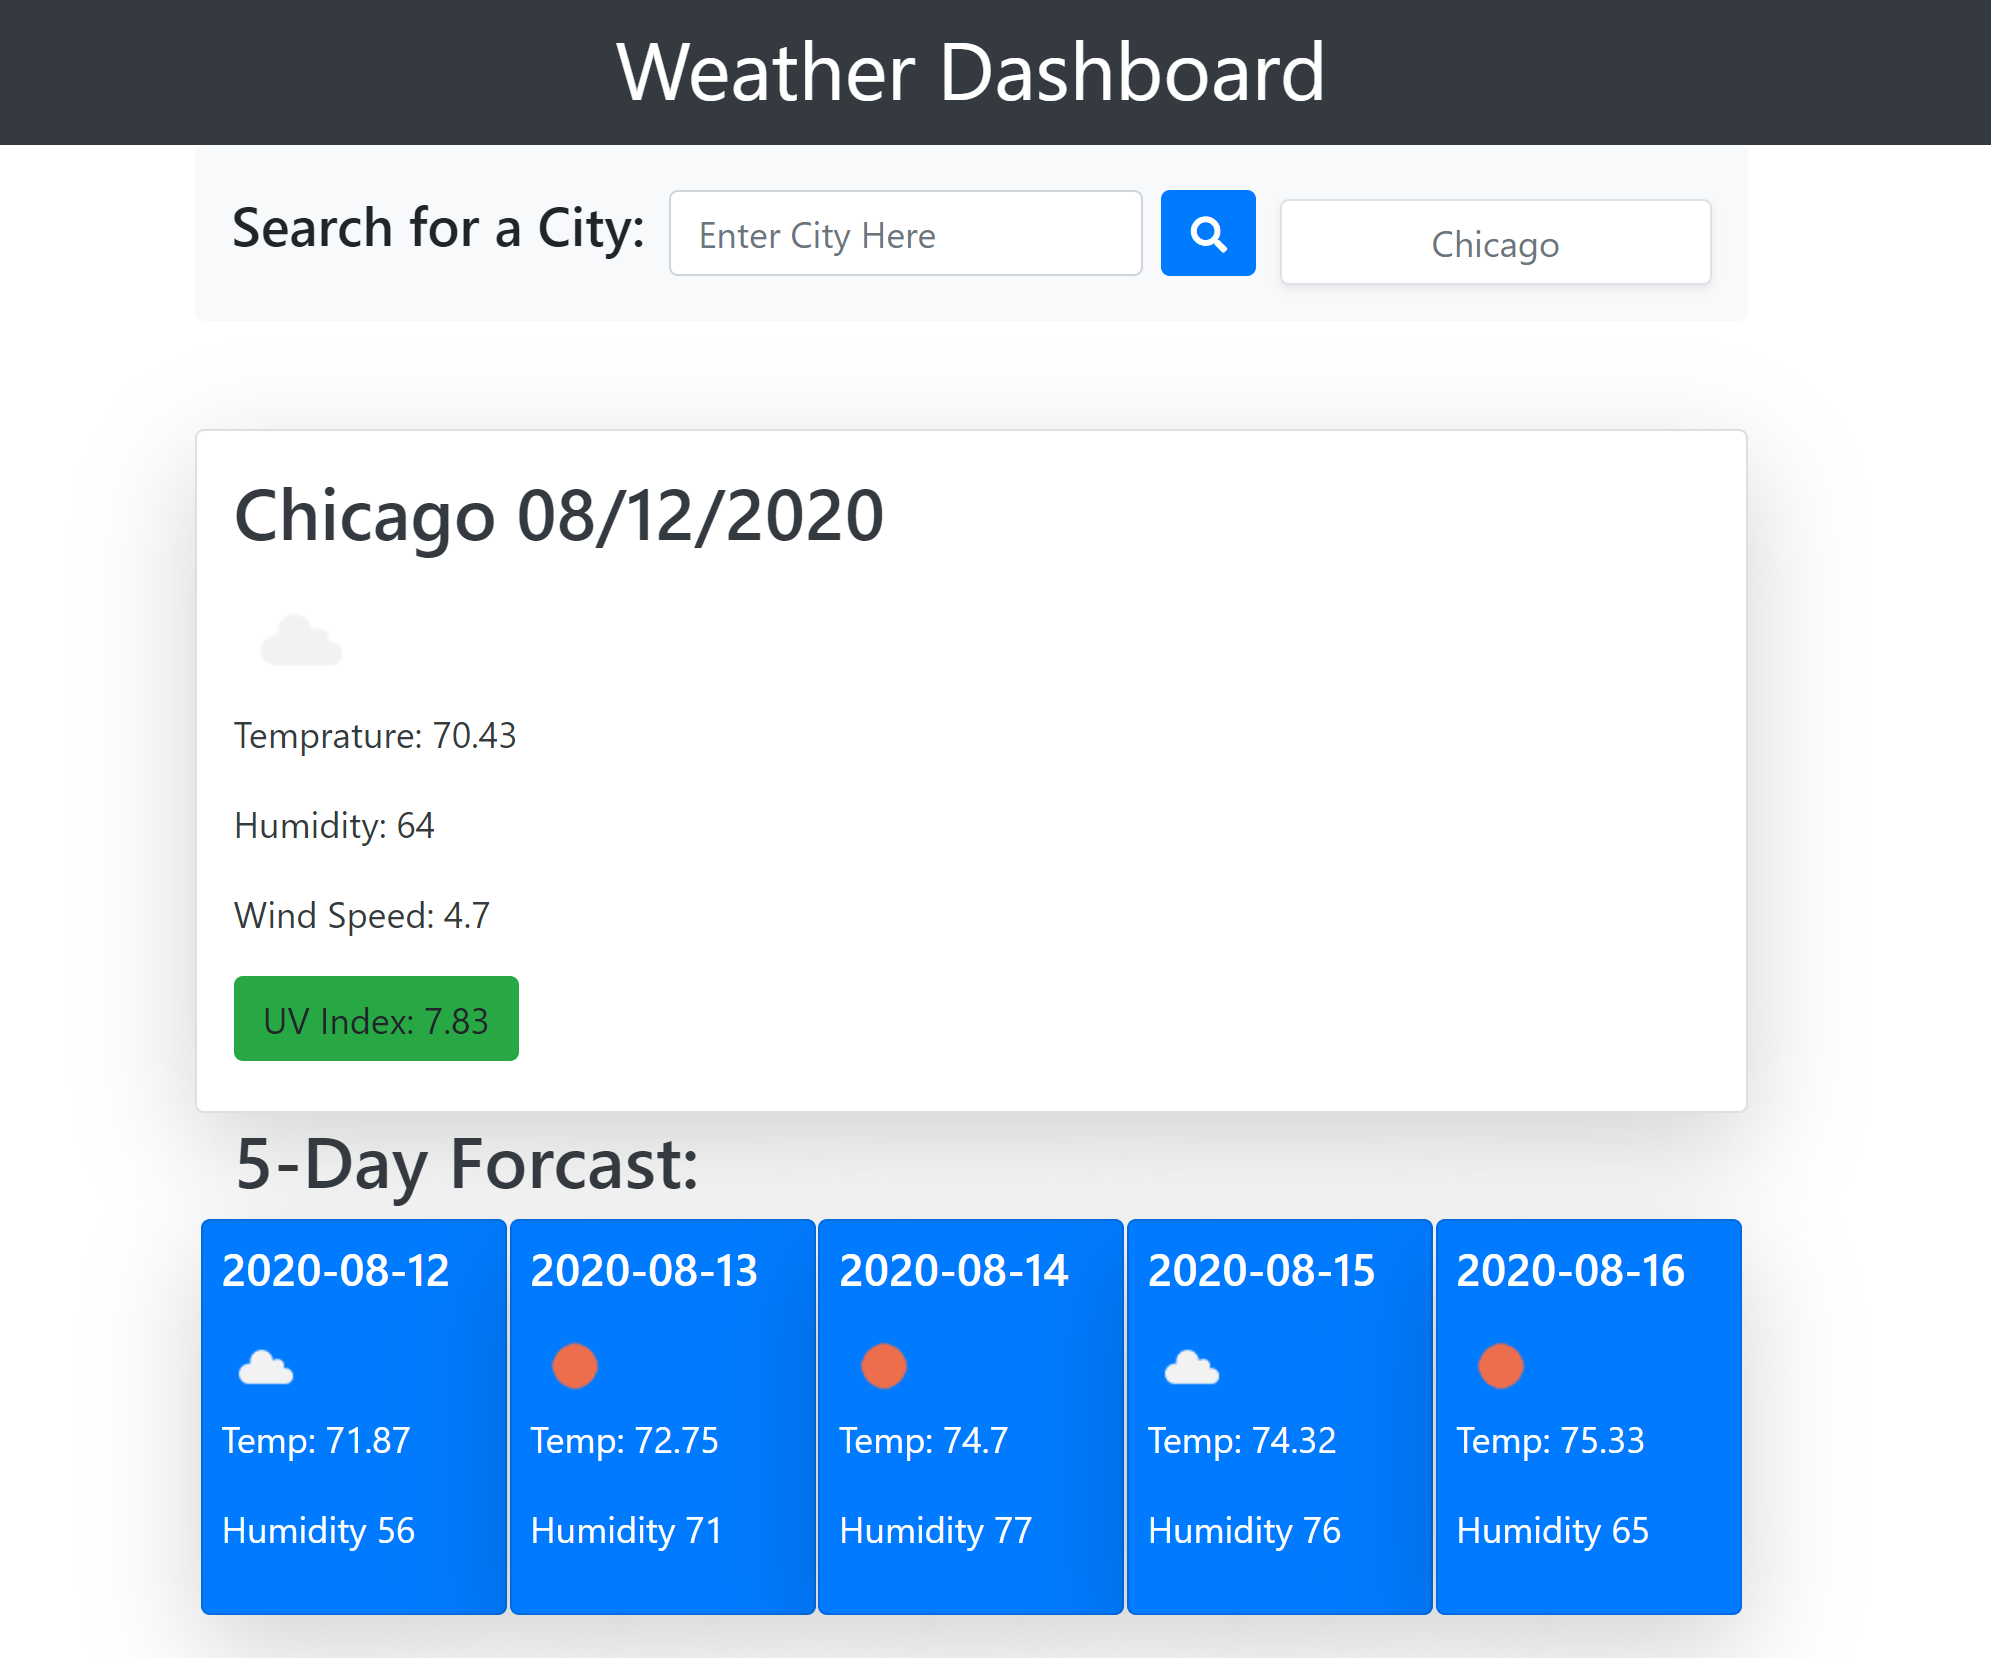 Weather Dashboard
Search for a City: Enter City Here Chicago
Chicago 08/12/2020
Temprature: 70.43
Humidity: 64
Wind Speed: 4.7
UV Index: 7.83
5-Day Forcast:
2020-08-12
Temp: 71.87
Humidity 56
2020-08-13
Temp: 72.75
Humidity 71
2020-08-14
Temp: 74.7
Humidity 77
2020-08-15
Temp: 74.32
Humidity 76
2020-08-16
Temp: 75.33
Humidity 65